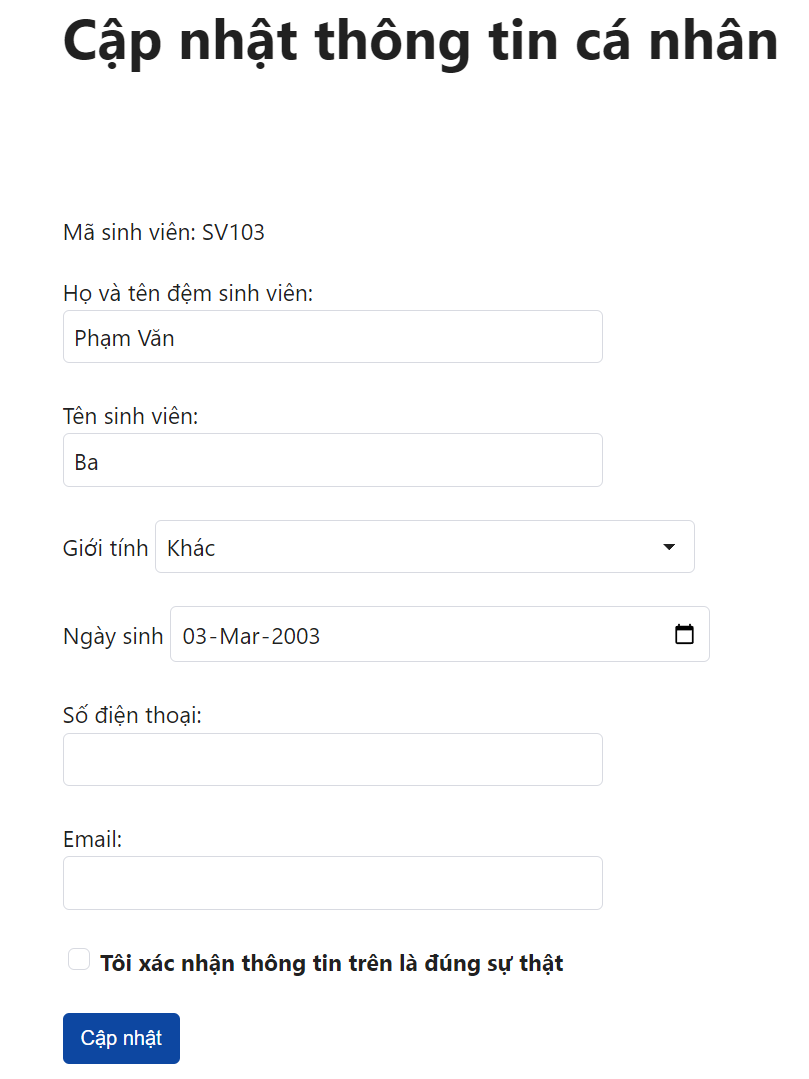 Cập nhật thông tin cá nhân
Mã sinh viên: SV103
Họ và tên đệm sinh viên:
Phạm Văn
Tên sinh viên:
Ba
Giới tính Khác
Ngày sinh 03-Mar-2003
Số điện thoại:
Email:
Tôi xác nhận thông tin trên là đúng sự thật
Cập nhật